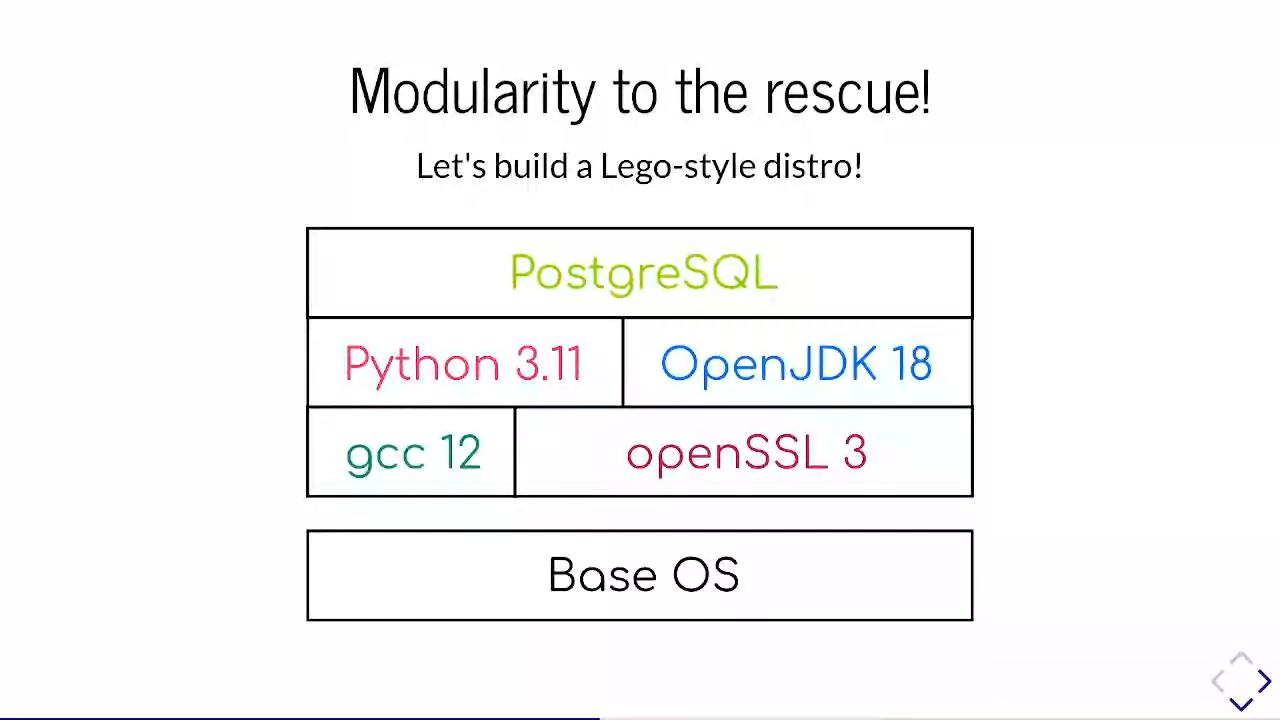 Modularity to the rescue!
Let's build a Lego-style distro!
PostgreSQL
Python 3.11 OpenJDK 18
gcc 12 openSSL 3
Base OS